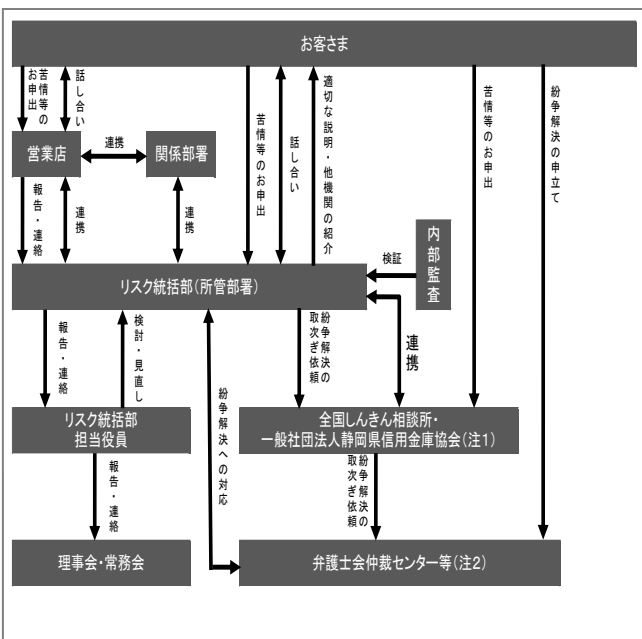 お客さま
苦情等の
お申出
話し合い
苦情等のお申出
話し合い
適切な説明・他機関の紹介
苦情等のお申出
紛争解決の申立て
営業店
連携
関係部署
報告・連絡
連携
連携
内部監査
検証
リスク統括部(所管部署)
報告・連絡
検討・見直し
紛争解決への対応
紛争解決の
取次ぎ依頼
連携
リスク統括部
担当役員
全国しんきん相談所・
一般社団法人静岡県信用金庫協会(注1)
報告・連絡
紛争解決の
取次ぎ依頼
理事会・常務会
弁護士会仲裁センター等(注2)